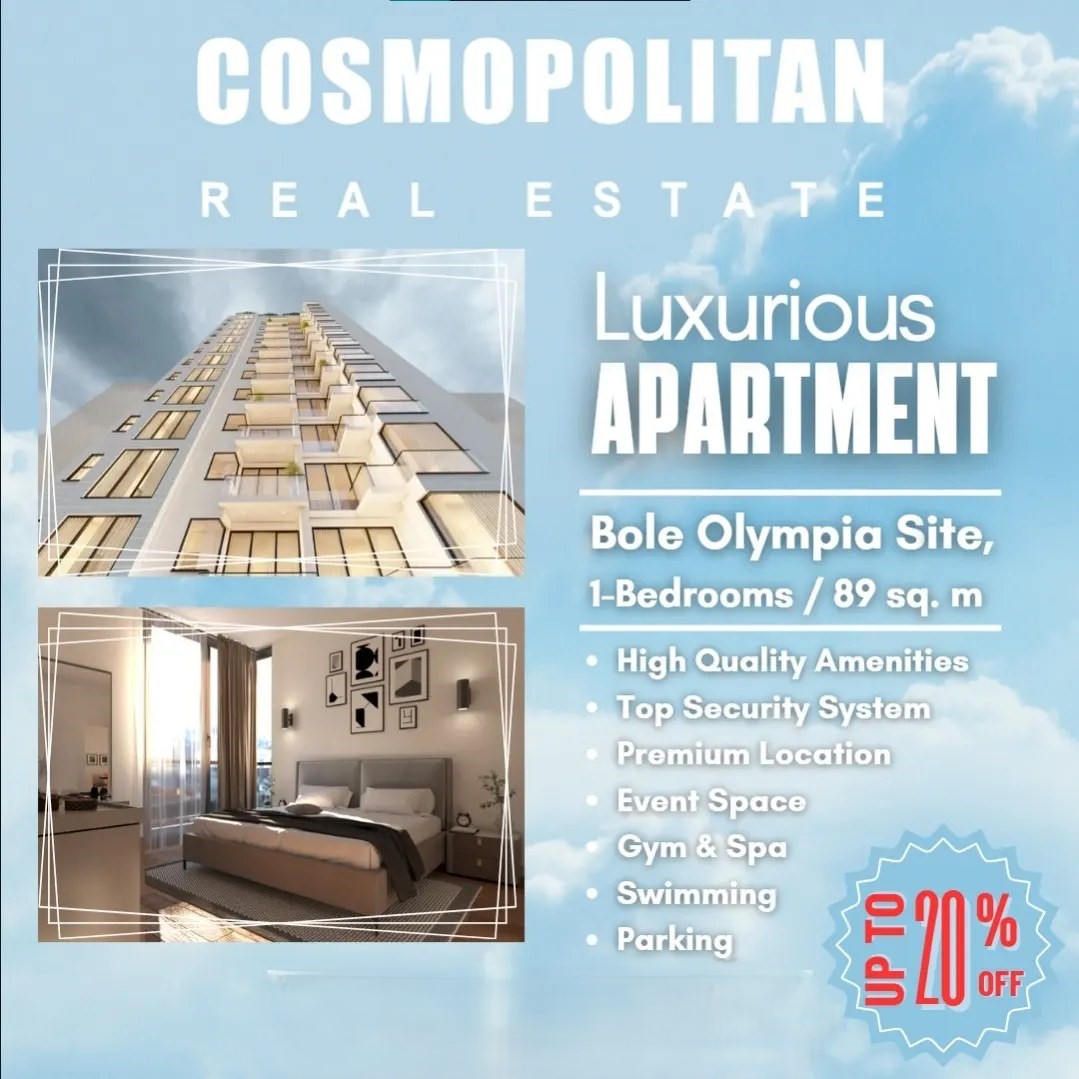 COSMOPOLITAN
REAL ESTATE
Luxurious
APARTMENT
Bole Olympia Site,
1-Bedrooms / 89 sq. m
• High Quality Amenities
• Top Security System
• Premium Location
• Event Space
• Gym & Spa
• Swimming
• Parking
UP TO
20%
OFF